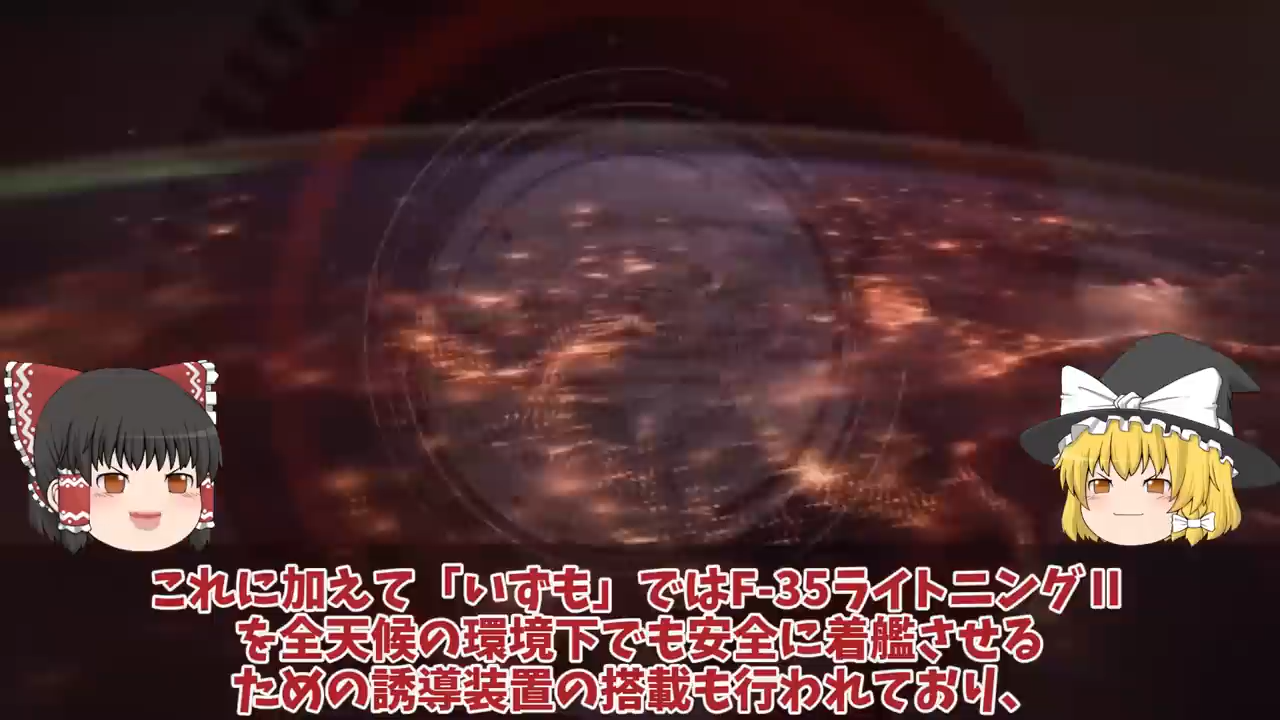 これに加えて「いずも」ではF-35ライトニングⅡ
を全天候の環境下でも安全に着艦させる
ための誘導装置の搭載も行われており、